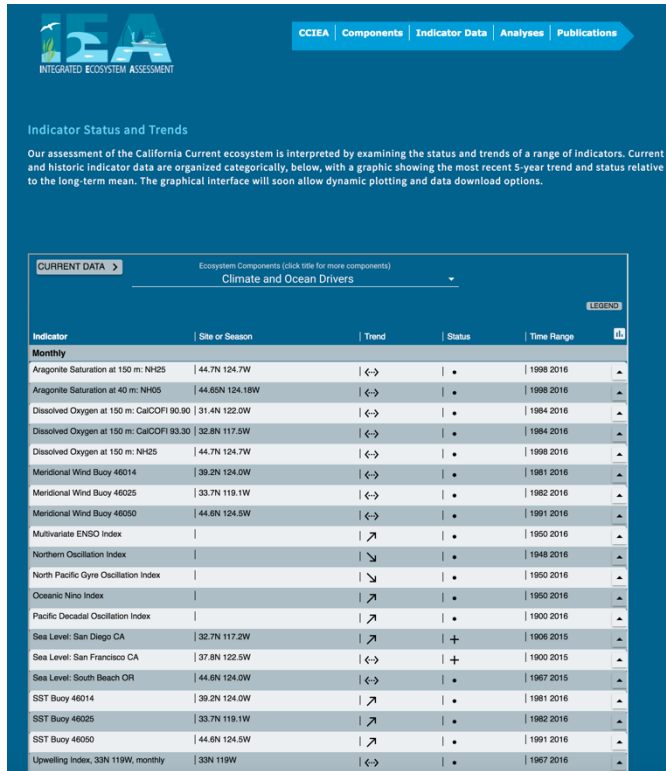 IEA
INTEGRATED ECOSYSTEM ASSESSMENT
CCIEA | Components | Indicator Data | Analyses | Publications
Indicator Status and Trends
Our assessment of the California Current ecosystem is interpreted by examining the status and trends of a range of indicators. Current
and historic indicator data are organized categorically, below, with a graphic showing the most recent 5-year trend and status relative
to the long-term mean. The graphical interface will soon allow dynamic plotting and data download options.
CURRENT DATA >
Ecosystem Components (click title for more components)
Climate and Ocean Drivers
LEGEND
Indicator | Site or Season | Trend | Status | Time Range
Monthly
Aragonite Saturation at 150 m: NH25 | 44.7N 124.7W | 1998 2016
Aragonite Saturation at 40 m: NH05 | 44.65N 124.18W | 1998 2016
Dissolved Oxygen at 150 m: CalCOFI 90.90 | 31.4N 122.0W | 1984 2016
Dissolved Oxygen at 150 m: CalCOFI 93.30 | 32.8N 117.5W | 1984 2016
Dissolved Oxygen at 150 m: NH25 | 44.7N 124.7W | 1998 2016
Meridional Wind Buoy 46014 | 39.2N 124.0W | 1981 2016
Meridional Wind Buoy 46025 | 33.7N 119.1W | 1982 2016
Meridional Wind Buoy 46050 | 44.6N 124.5W | 1991 2016
Multivariate ENSO Index | 1950 2016
Northern Oscillation Index | 1948 2016
North Pacific Gyre Oscillation Index | 1950 2016
Oceanic Nino Index | 1950 2016
Pacific Decadal Oscillation Index | 1900 2016
Sea Level: San Diego CA | 32.7N 117.2W | + | 1906 2015
Sea Level: San Francisco CA | 37.8N 122.5W | + | 1900 2015
Sea Level: South Beach OR | 44.6N 124.0W | 1967 2015
SST Buoy 46014 | 39.2N 124.0W | 1981 2016
SST Buoy 46025 | 33.7N 119.1W | 1982 2016
SST Buoy 46050 | 44.6N 124.5W | 1991 2016
Upwelling Index, 33N 119W, monthly | 33N 119W | 1967 2016